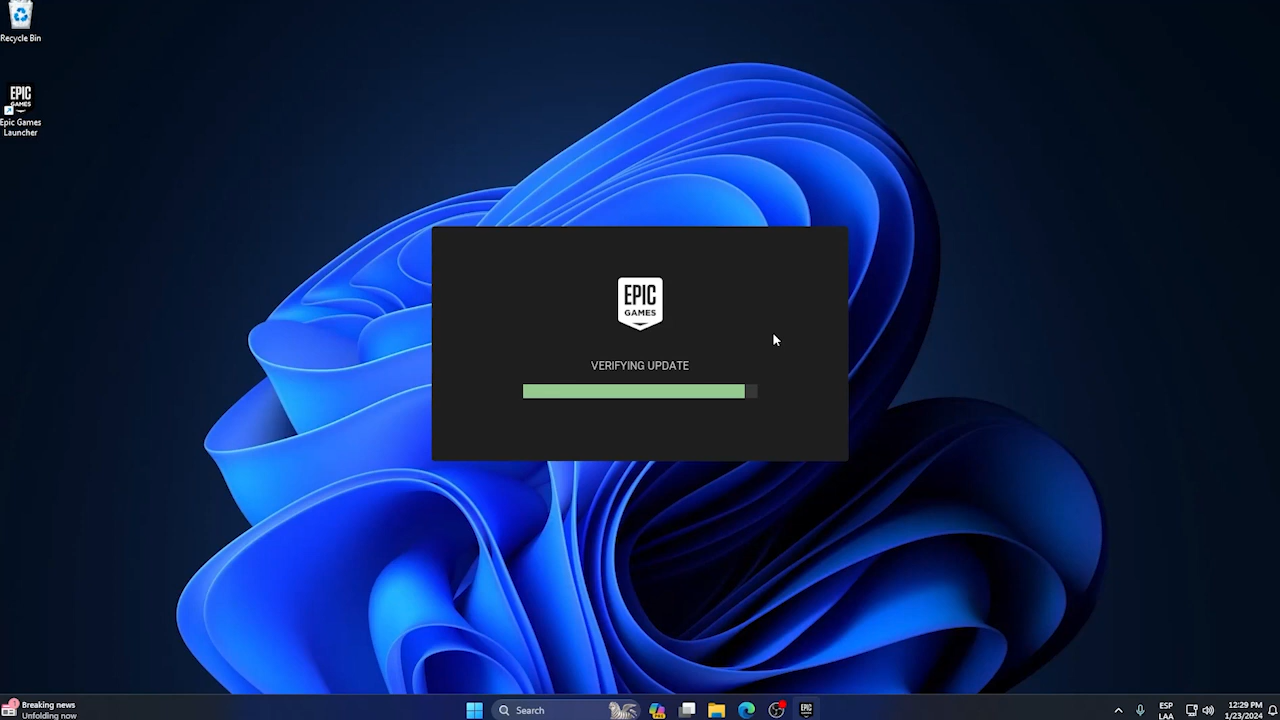 Recycle Bin
EPIC
GAMES
Epic Games
Launcher
EPIC
GAMES
VERIFYING UPDATE
Breaking news
Unfolding now
Search
EPIC
ESP
LAA
12:29 PM
1/23/2024